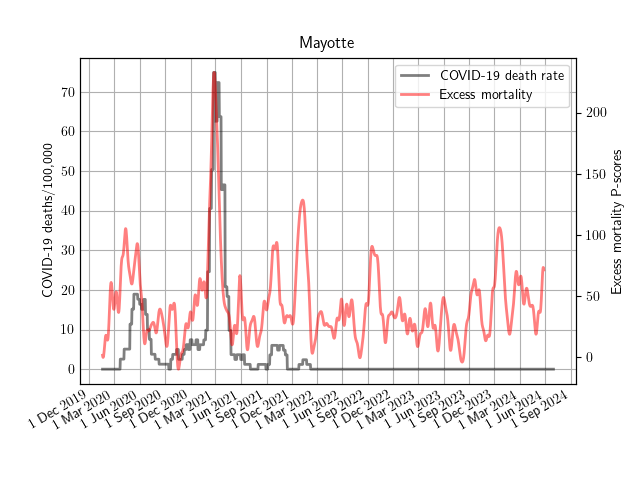 Mayotte
COVID-19 death rate
Excess mortality
COVID-19 deaths/100,000
70
60
50
40
30
20
10
0
Excess mortality P-scores
200
150
100
50
0
1 Dec 2019
1 Mar 2020
1 Jun 2020
1 Sep 2020
1 Dec 2020
1 Mar 2021
1 Jun 2021
1 Sep 2021
1 Dec 2021
1 Mar 2022
1 Jun 2022
1 Sep 2022
1 Dec 2022
1 Mar 2023
1 Jun 2023
1 Sep 2023
1 Dec 2023
1 Mar 2024
1 Jun 2024
1 Sep 2024